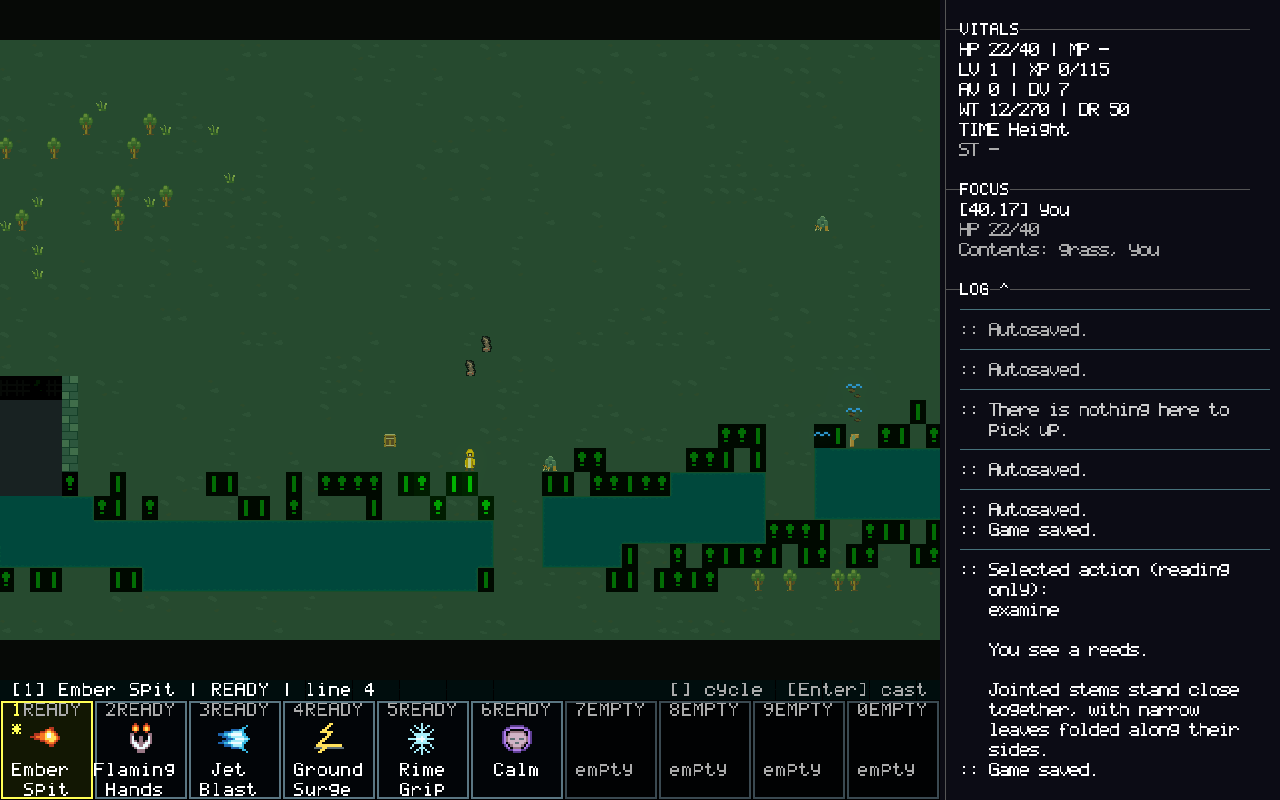 VITALS
HP 22/40 | MP -
LV 1 | XP 0/115
AV 0 | DV 7
WT 12/270 | DR 50
TIME Height
ST -
FOCUS
[40,17] You
HP 22/40
Contents: grass, You
LOG ^
:: Autosaved.
:: Autosaved.
:: There is nothing here to
Pick uP.
:: Autosaved.
:: Autosaved.
:: Game saved.
:: Selected action (reading
only):
examine
You see a reeds.
Jointed stems stand close
together, with narrow
leaves folded along their
sides.
:: Game saved.
[1] Ember SPit | READY | line 4
[] cycle [Enter] cast
1READY 2READY 3READY 4READY 5READY 6READY 7EMPTY 8EMPTY 9EMPTY 0EMPTY
*
Ember Flaming Jet Ground Rime Calm emPty emPty emPty emPty
SPit Hands Blast Surge GriP